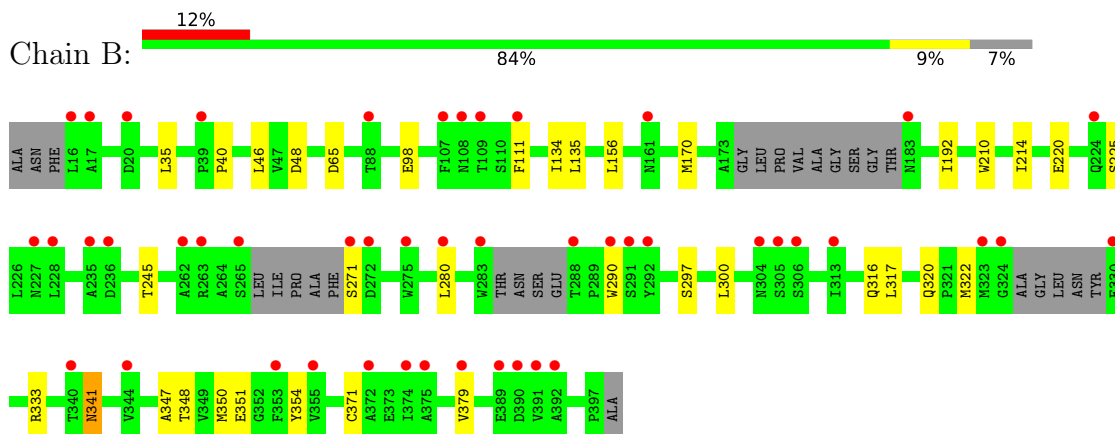 12%
Chain B:
84% 9% 7%
ALA ASN PHE L16 A17 D20 L35 P39 P40 L46 V47 D48 D65 T88 E98 F107 N108 T109 S110 F111 I134 L135 L156 N161 M170 A173 GLY LEU PRO VAL ALA GLY SER GLY THR N183 I192 W210 I214 E220 Q224 S225
L226 N227 L228 A235 D236 T245 A262 R263 A264 S265 LEU ILE PRO ALA PHE S271 D272 W275 L280 W283 THR ASN SER GLU T288 P289 W290 S291 Y292 S297 L300 N304 S305 S306 I313 Q316 L317 Q320 P321 M322 M323 G324 ALA GLY LEU ASN TYR E330
R333 T340 N341 V344 A347 T348 V349 M350 E351 G352 F353 Y354 V355 C371 A372 E373 I374 A375 V379 E389 D390 V391 A392 P397 ALA